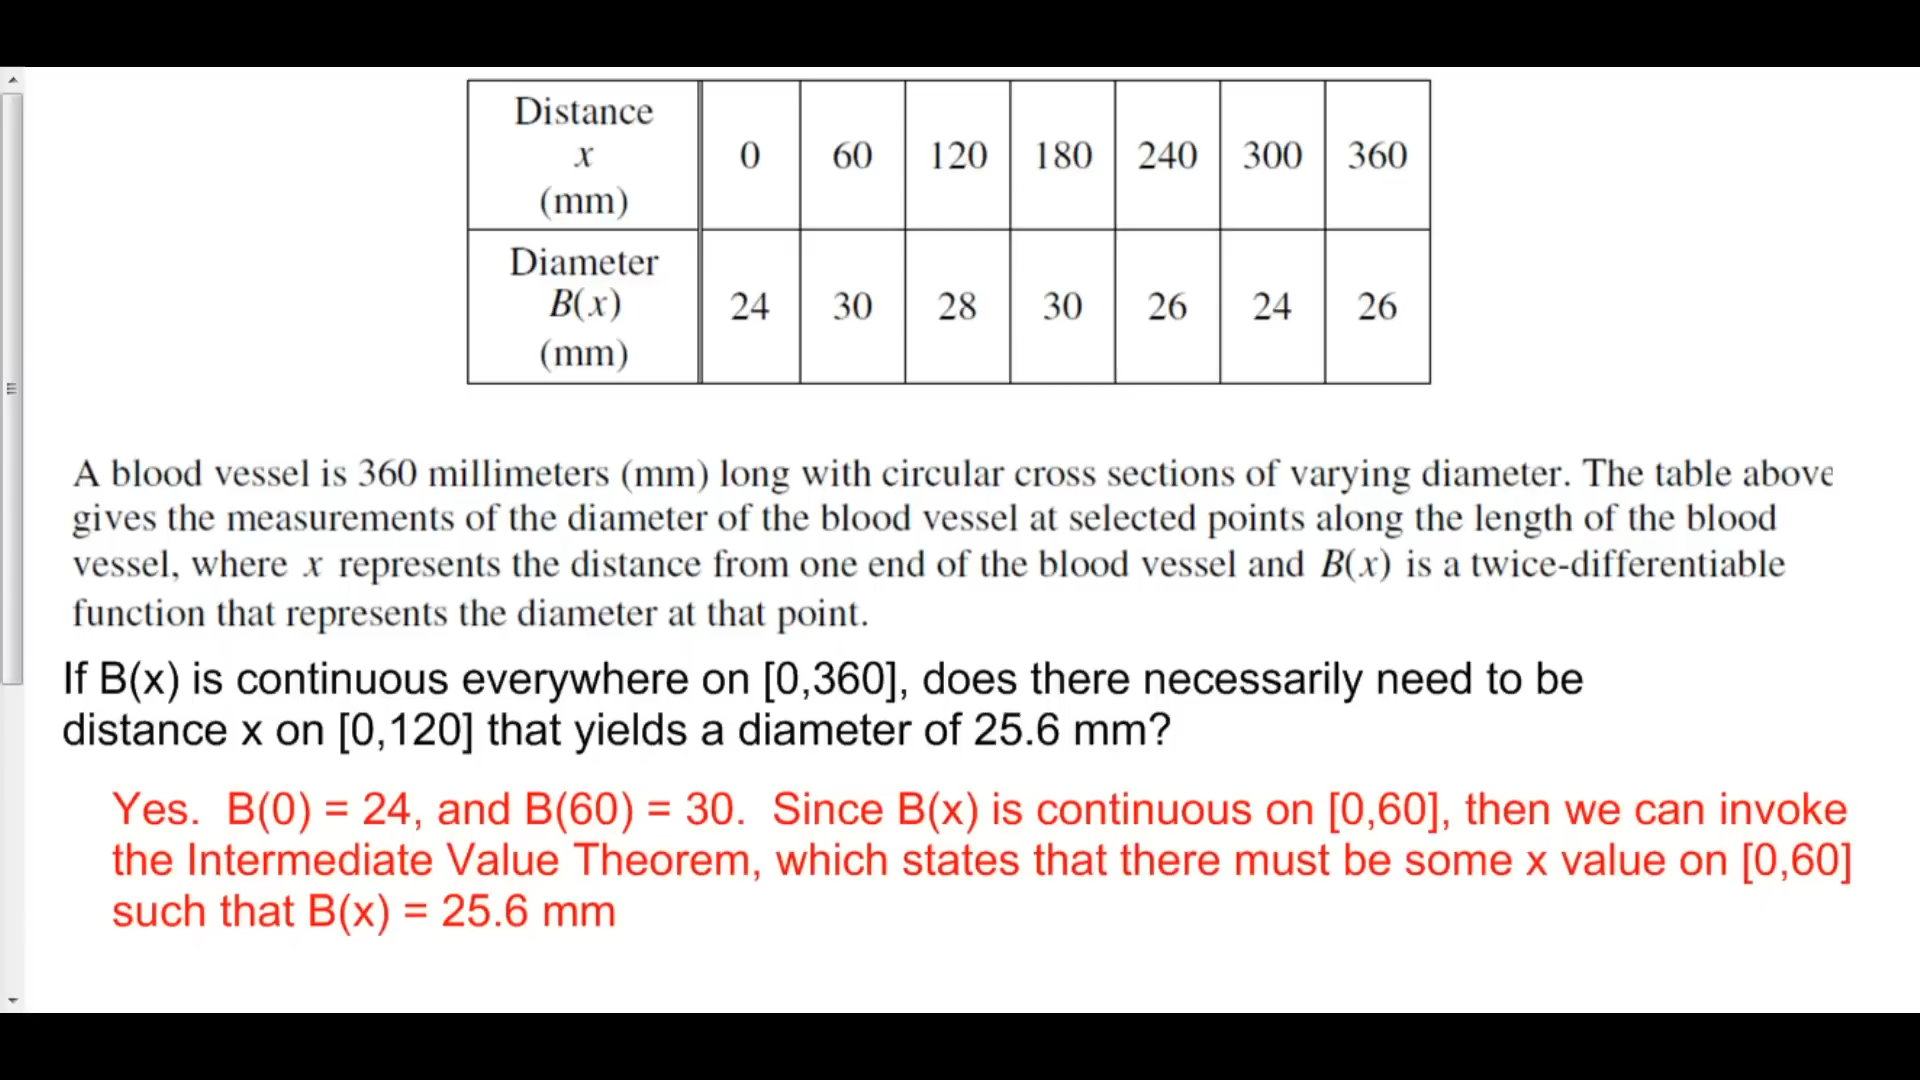 Distance
x
(mm)
0 60 120 180 240 300 360
Diameter
B(x)
(mm)
24 30 28 30 26 24 26
A blood vessel is 360 millimeters (mm) long with circular cross sections of varying diameter. The table above
gives the measurements of the diameter of the blood vessel at selected points along the length of the blood
vessel, where x represents the distance from one end of the blood vessel and B(x) is a twice-differentiable
function that represents the diameter at that point.
If B(x) is continuous everywhere on [0,360], does there necessarily need to be
distance x on [0,120] that yields a diameter of 25.6 mm?
Yes. B(0) = 24, and B(60) = 30. Since B(x) is continuous on [0,60], then we can invoke
the Intermediate Value Theorem, which states that there must be some x value on [0,60]
such that B(x) = 25.6 mm